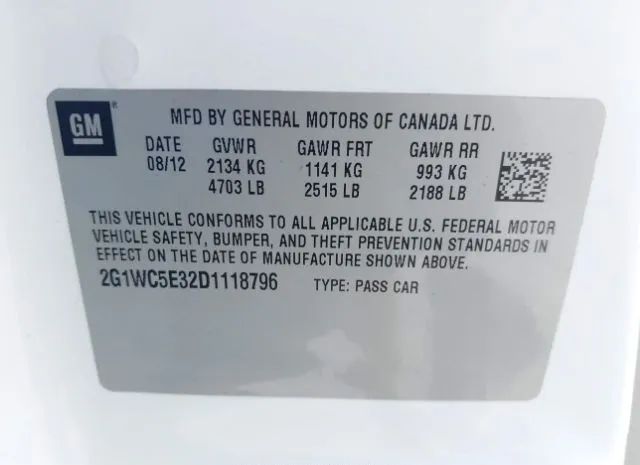 GM® MFD BY GENERAL MOTORS OF CANADA LTD.
DATE GVWR GAWR FRT GAWR RR
08/12 2134 KG 1141 KG 993 KG
4703 LB 2515 LB 2188 LB
THIS VEHICLE CONFORMS TO ALL APPLICABLE U.S. FEDERAL MOTOR
VEHICLE SAFETY, BUMPER, AND THEFT PREVENTION STANDARDS IN
EFFECT ON THE DATE OF MANUFACTURE SHOWN ABOVE.
2G1WC5E32D1118796 TYPE: PASS CAR